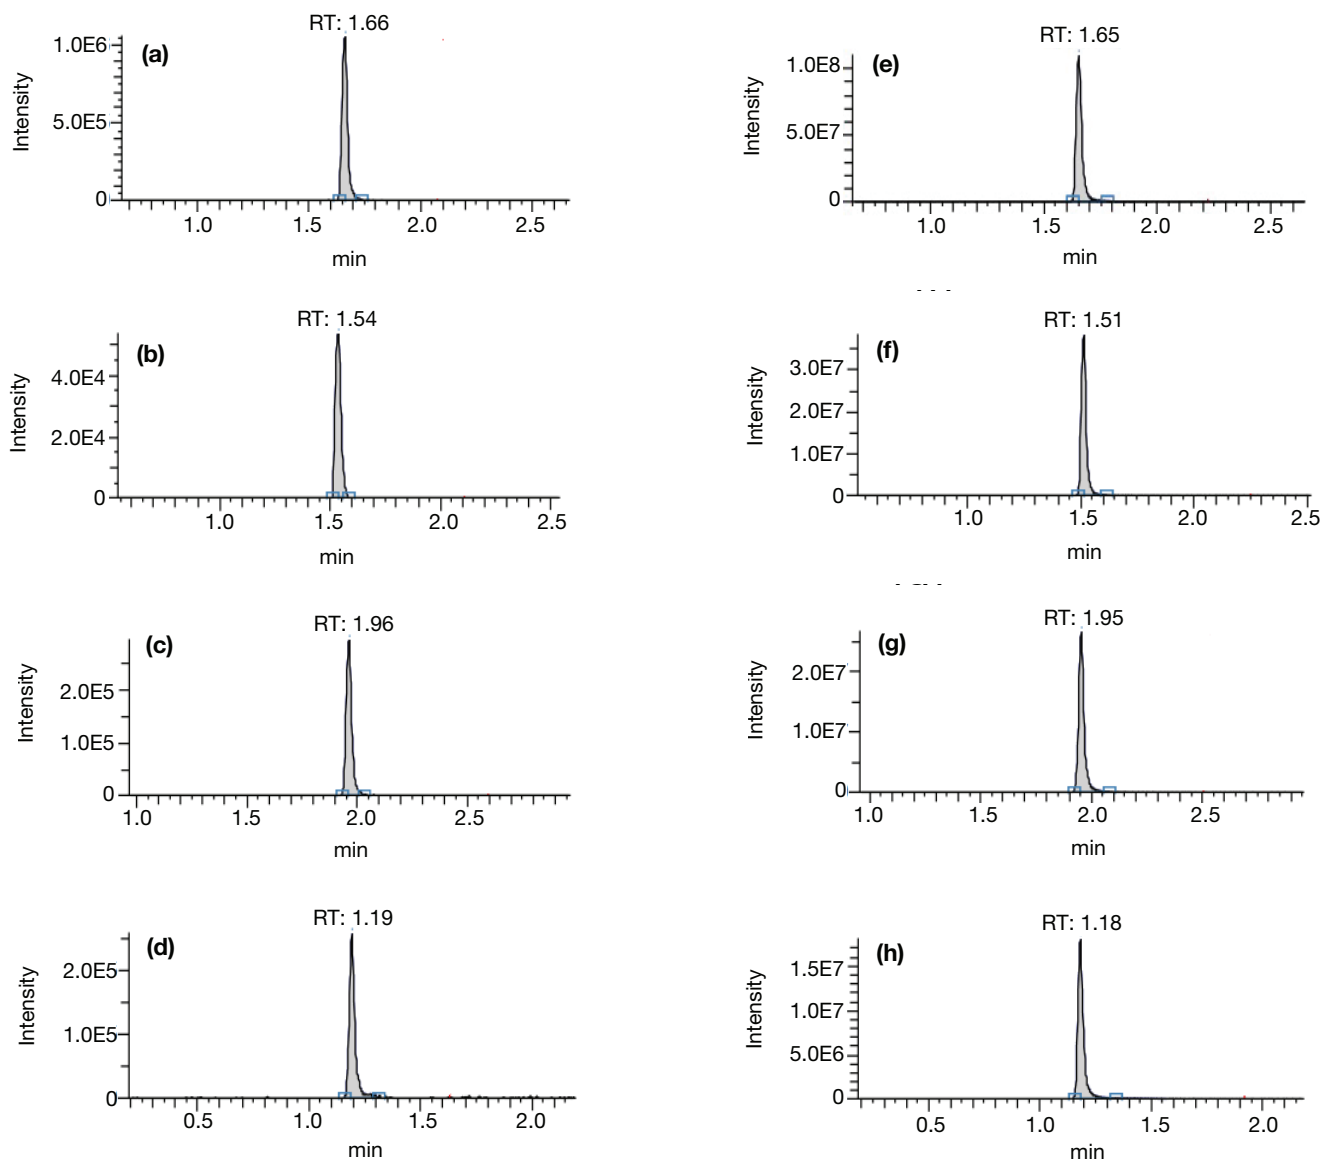 RT: 1.66
(a)
1.0E6
5.0E5
0
Intensity
1.0
1.5
2.0
2.5
min
RT: 1.65
(e)
1.0E8
5.0E7
0
Intensity
1.0
1.5
2.0
2.5
min
RT: 1.54
(b)
4.0E4
2.0E4
0
Intensity
1.0
1.5
2.0
2.5
min
RT: 1.51
(f)
3.0E7
2.0E7
1.0E7
0
Intensity
1.0
1.5
2.0
2.5
min
RT: 1.96
(c)
2.0E5
1.0E5
0
Intensity
1.0
1.5
2.0
2.5
min
RT: 1.95
(g)
2.0E7
1.0E7
0
Intensity
1.0
1.5
2.0
2.5
min
RT: 1.19
(d)
2.0E5
1.0E5
0
Intensity
0.5
1.0
1.5
2.0
min
RT: 1.18
(h)
1.5E7
1.0E7
5.0E6
0
Intensity
0.5
1.0
1.5
2.0
min